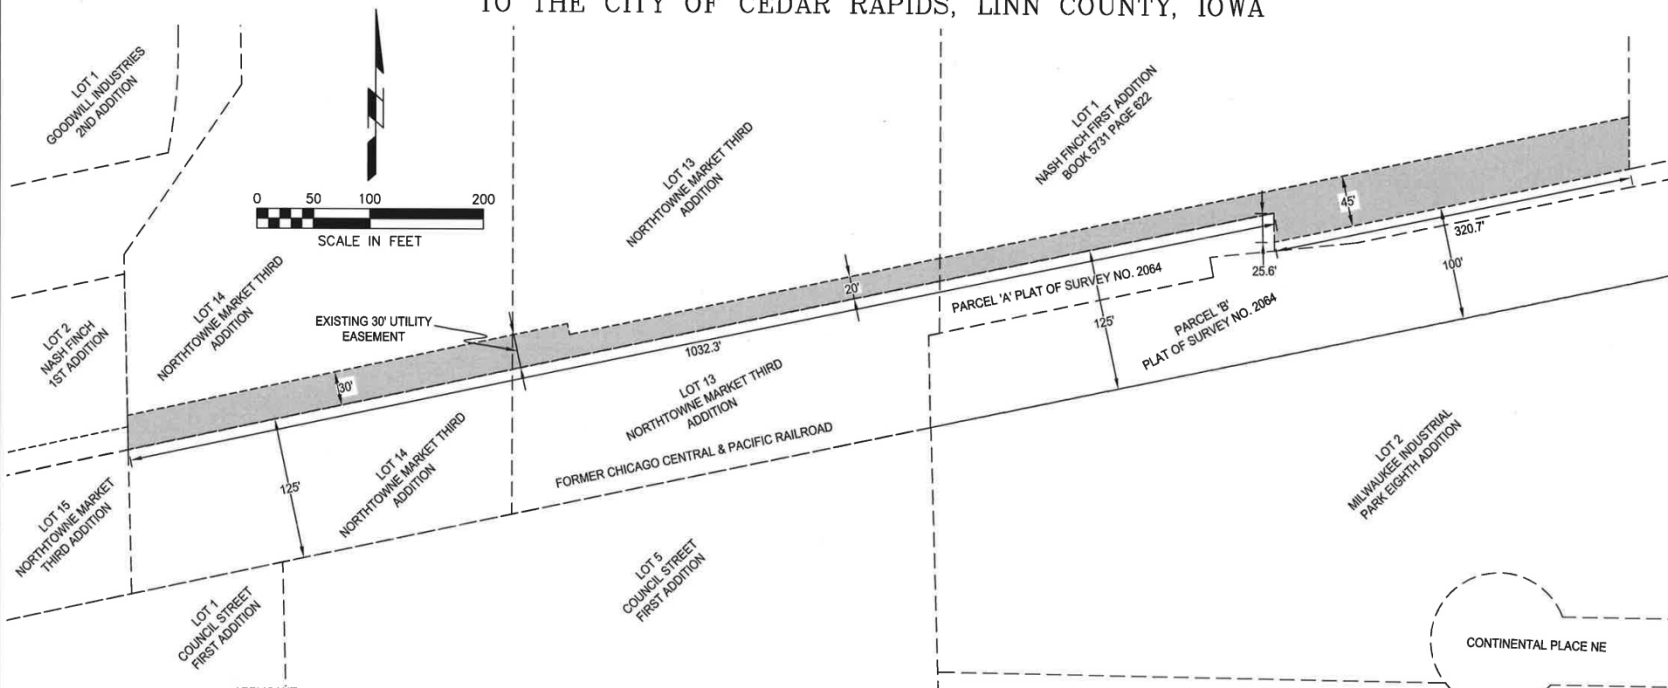 TO THE CITY OF CEDAR RAPIDS, LINN COUNTY, IOWA
LOT 1
GOODWILL INDUSTRIES
2ND ADDITION
N
0 50 100 200
SCALE IN FEET
LOT 13
NORTHTOWNE MARKET THIRD
ADDITION
LOT 1
NASH FINCH FIRST ADDITION
BOOK 5731 PAGE 622
45'
320.7'
100'
25.6'
20'
PARCEL 'A' PLAT OF SURVEY NO. 2064
PARCEL 'B'
PLAT OF SURVEY NO. 2064
125'
LOT 14
NORTHTOWNE MARKET THIRD
ADDITION
EXISTING 30' UTILITY
EASEMENT
LOT 2
NASH FINCH
1ST ADDITION
30'
1032.3'
LOT 13
NORTHTOWNE MARKET THIRD
ADDITION
FORMER CHICAGO CENTRAL & PACIFIC RAILROAD
LOT 14
NORTHTOWNE MARKET THIRD
ADDITION
125'
LOT 15
NORTHTOWNE MARKET
THIRD ADDITION
LOT 2
MILWAUKEE INDUSTRIAL
PARK EIGHTH ADDITION
LOT 5
COUNCIL STREET
FIRST ADDITION
LOT 1
COUNCIL STREET
FIRST ADDITION
CONTINENTAL PLACE NE